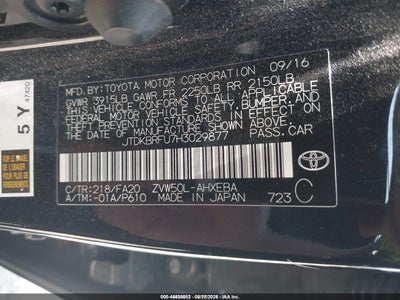 5 Y
47A20
MFD.BY:TOYOTA MOTOR CORPORATION 09/16
GVWR 3915LB GAWR FR 2250LB RR 2150LB
THIS VEHICLE CONFORMS TO ALL APPLICABLE
FEDERAL MOTOR VEHICLE SAFETY, BUMPER, AND
THEFT PREVENTION STANDARDS IN EFFECT ON
THE DATE OF MANUFACTURE SHOWN ABOVE.
JTDKBRFU7H3029877 PASS.CAR
C/TR:218/FA20 ZVW50L-AHXEBA
A/TM:-01A/P610 MADE IN JAPAN 723 C
TOYOTA